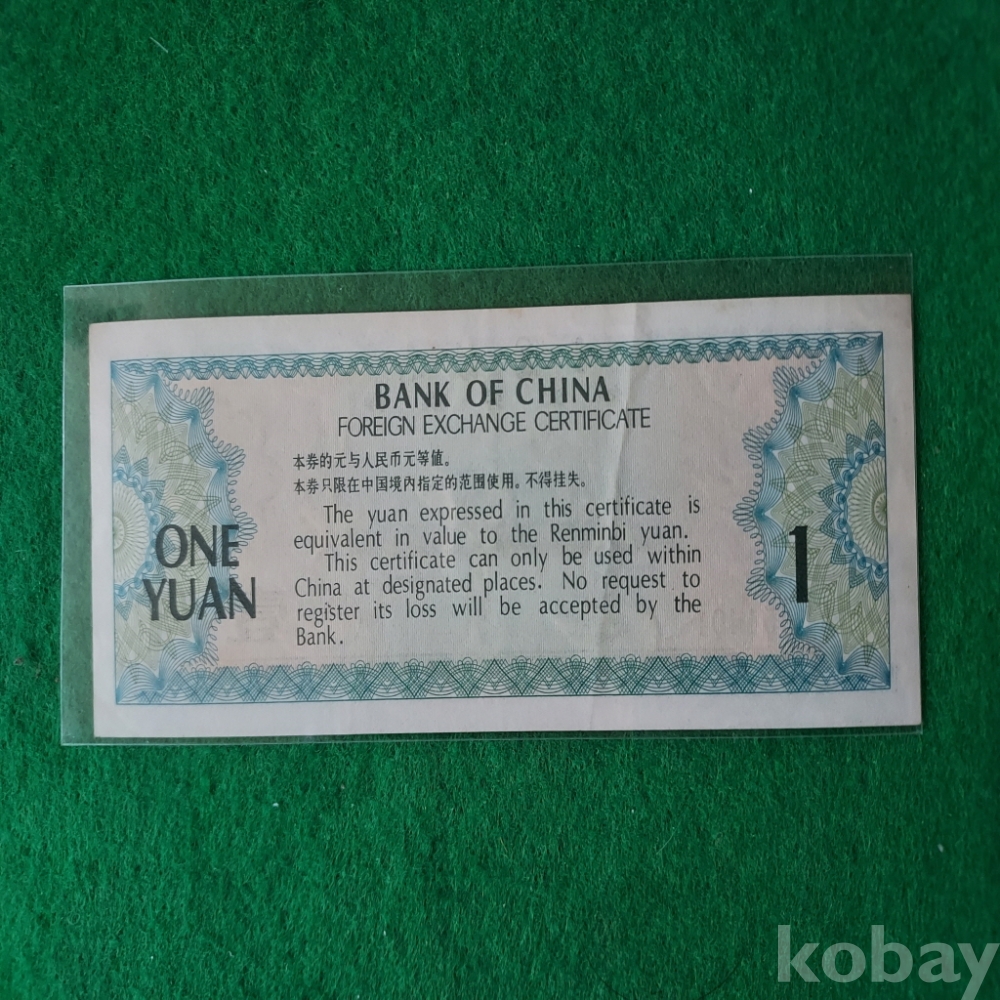 BANK OF CHINA
FOREIGN EXCHANGE CERTIFICATE
本券的元与人民币元等值。
本券只限在中国境内指定的范围使用。不得挂失。
The yuan expressed in this certificate is
equivalent in value to the Renminbi yuan.
This certificate can only be used within
China at designated places. No request to
register its loss will be accepted by the
Bank.
ONE
YUAN
1
kobay